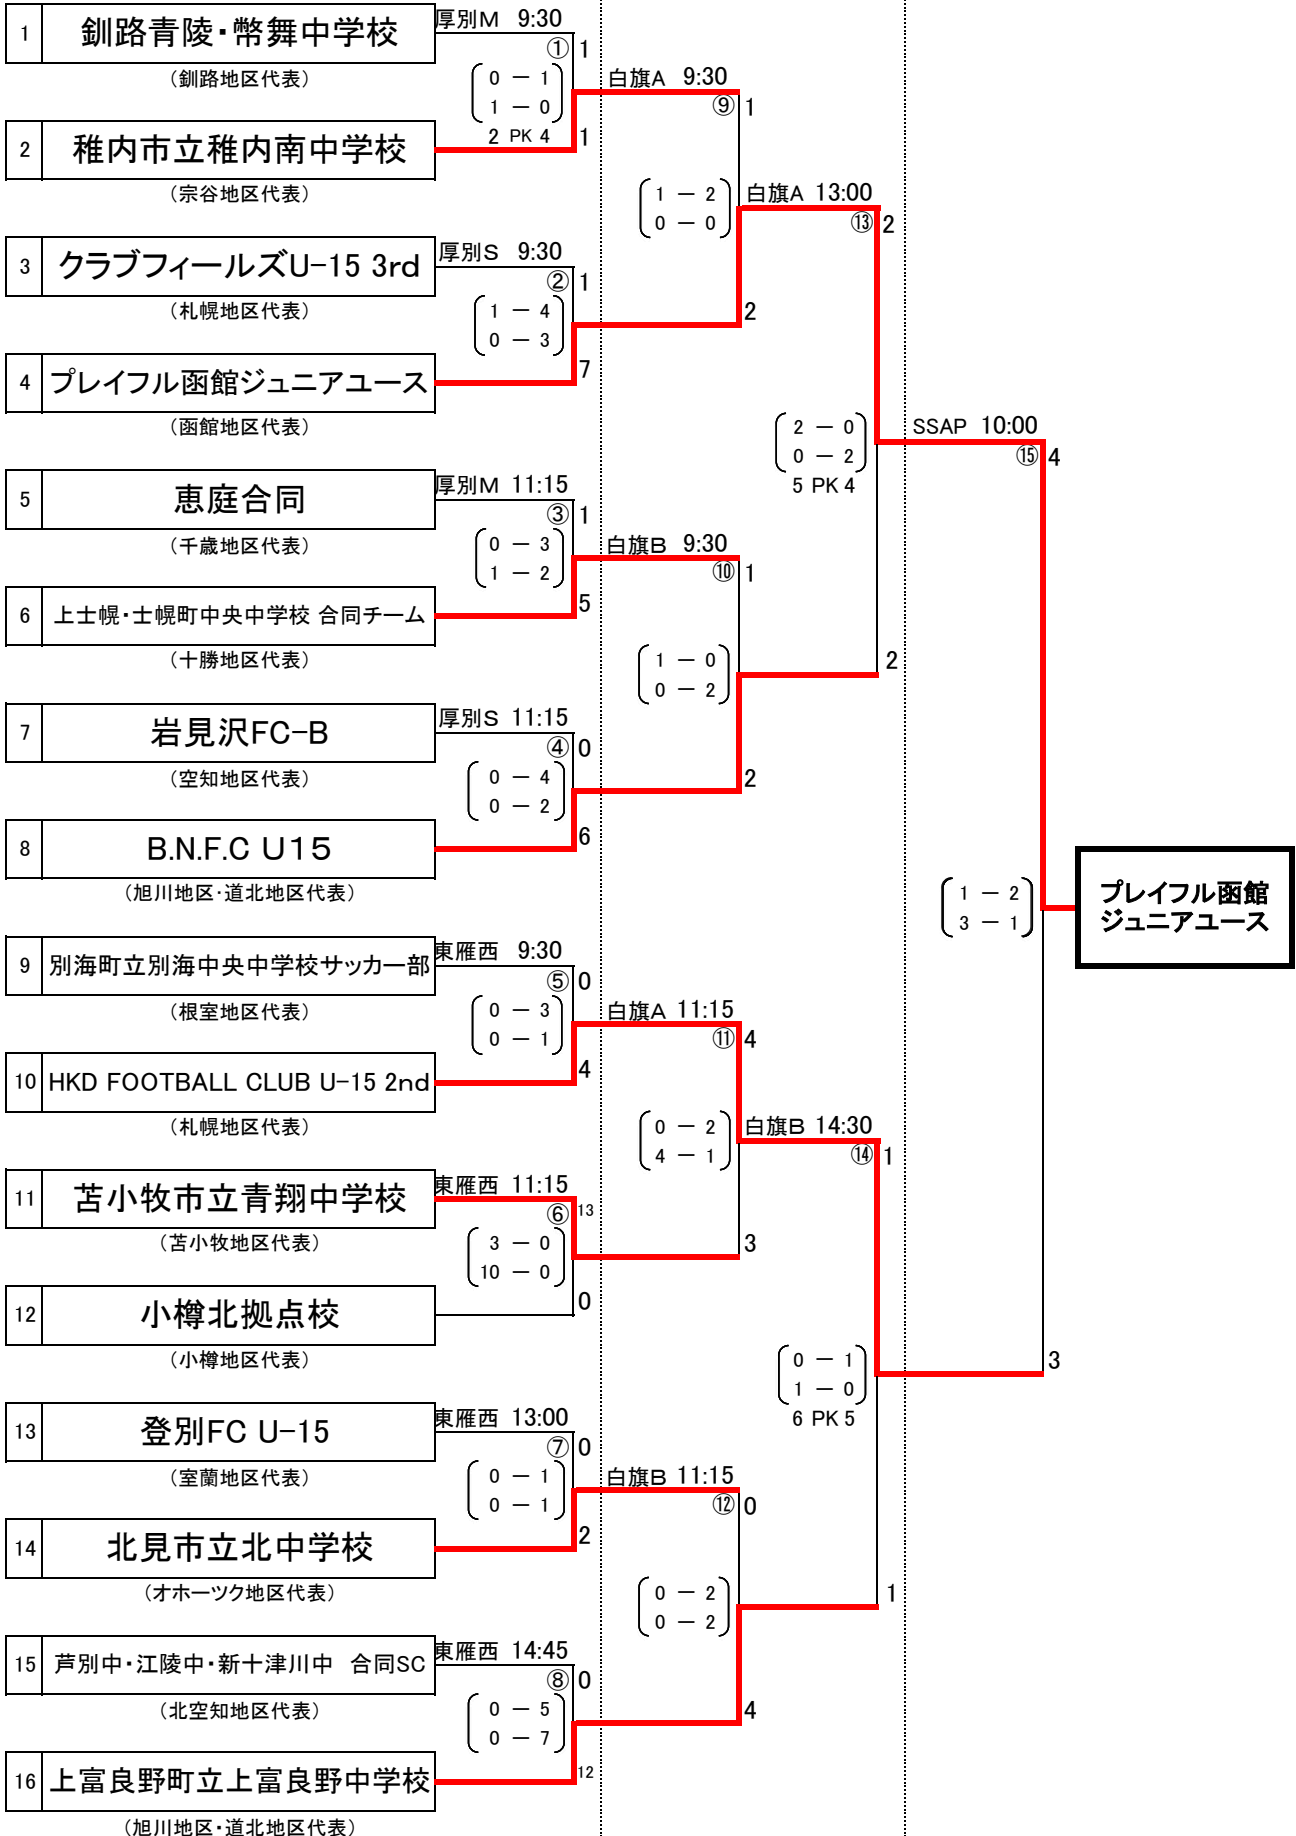 厚別M 9:30
1 釧路青陵・幣舞中学校
① 1
(釧路地区代表)
0 － 1
1 － 0
2 PK 4
白旗A 9:30
⑨ 1
1
2 稚内市立稚内南中学校
(宗谷地区代表)
1 － 2
0 － 0
白旗A 13:00
⑬ 2
厚別S 9:30
3 クラブフィールズU-15 3rd
② 1
(札幌地区代表)
1 － 4
0 － 3
2
7
4 プレイフル函館ジュニアユース
(函館地区代表)
2 － 0
0 － 2
5 PK 4
SSAP 10:00
⑮ 4
厚別M 11:15
5 恵庭合同
③ 1
(千歳地区代表)
0 － 3
1 － 2
白旗B 9:30
⑩ 1
5
6 上士幌・士幌町中央中学校 合同チーム
(十勝地区代表)
1 － 0
0 － 2
2
厚別S 11:15
7 岩見沢FC-B
④ 0
(空知地区代表)
0 － 4
0 － 2
2
6
8 B.N.F.C U15
(旭川地区・道北地区代表)
1 － 2
3 － 1
プレイフル函館
ジュニアユース
東雁西 9:30
9 別海町立別海中央中学校サッカー部
⑤ 0
(根室地区代表)
0 － 3
0 － 1
白旗A 11:15
⑪ 4
4
10 HKD FOOTBALL CLUB U-15 2nd
(札幌地区代表)
0 － 2
4 － 1
白旗B 14:30
⑭ 1
東雁西 11:15
11 苫小牧市立青翔中学校
⑥ 13
(苫小牧地区代表)
3 － 0
10 － 0
3
0
12 小樽北拠点校
(小樽地区代表)
0 － 1
1 － 0
6 PK 5
3
東雁西 13:00
13 登別FC U-15
⑦ 0
(室蘭地区代表)
0 － 1
0 － 1
白旗B 11:15
⑫ 0
2
14 北見市立北中学校
(オホーツク地区代表)
0 － 2
0 － 2
1
東雁西 14:45
15 芦別中・江陵中・新十津川中　合同SC
⑧ 0
(北空知地区代表)
0 － 5
0 － 7
4
12
16 上富良野町立上富良野中学校
(旭川地区・道北地区代表)